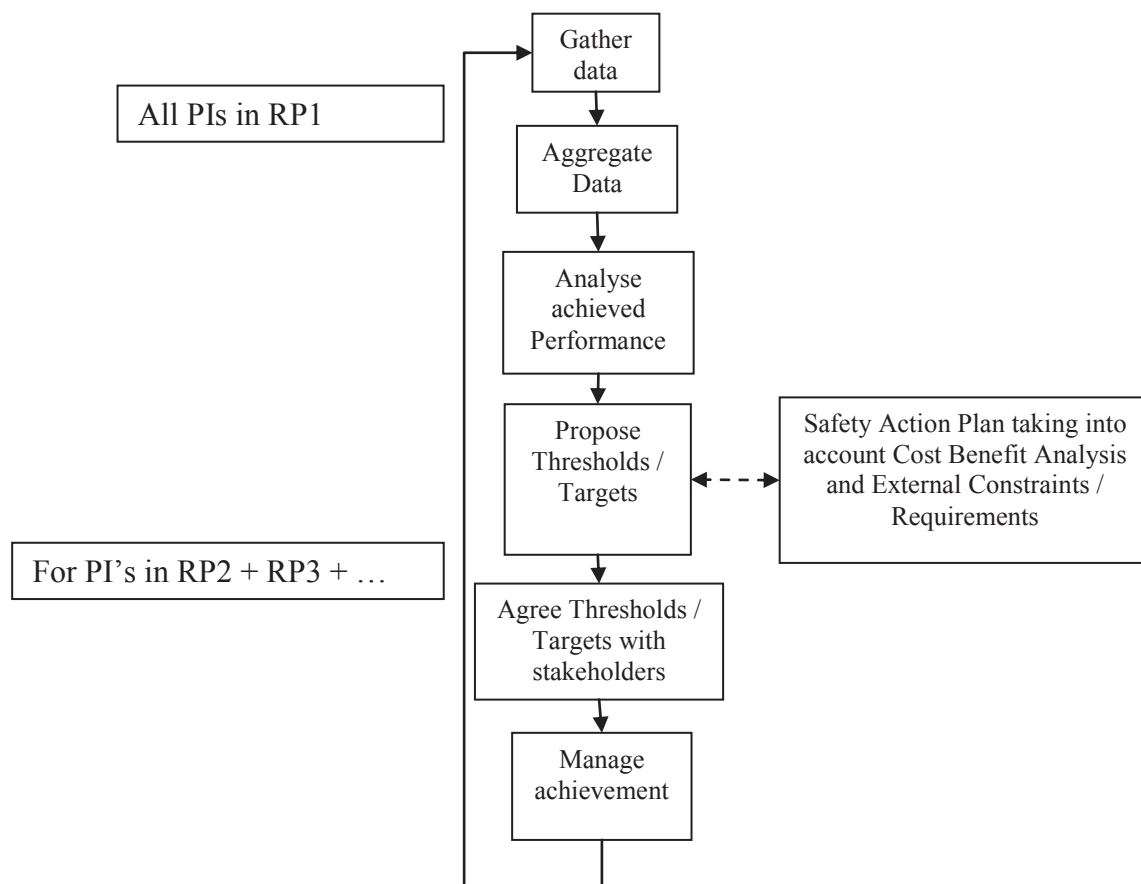 Gather
data
All PIs in RP1
Aggregate
Data
Analyse
achieved
Performance
Propose
Thresholds /
Targets
Safety Action Plan taking into
account Cost Benefit Analysis
and External Constraints /
Requirements
For PI’s in RP2 + RP3 + …
Agree Thresholds /
Targets with
stakeholders
Manage
achievement